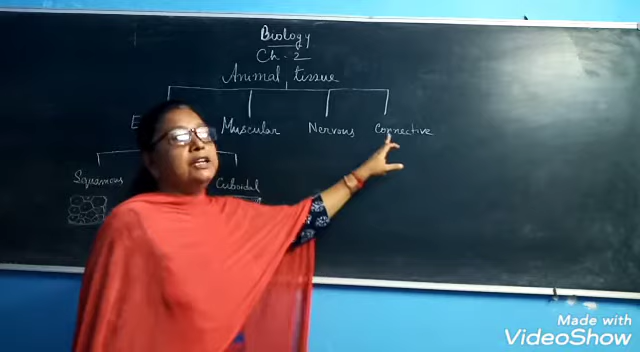 Biology
Ch - 2
Animal tissue
Muscular Nervous Connective
Squamous Cuboidal
Made with
VideoShow